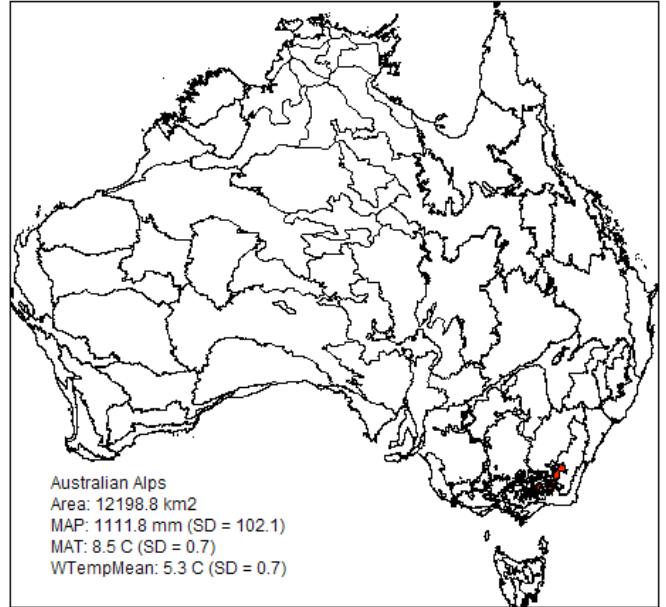 Australian Alps
Area: 12198.8 km2
MAP: 1111.8 mm (SD = 102.1)
MAT: 8.5 C (SD = 0.7)
WTempMean: 5.3 C (SD = 0.7)